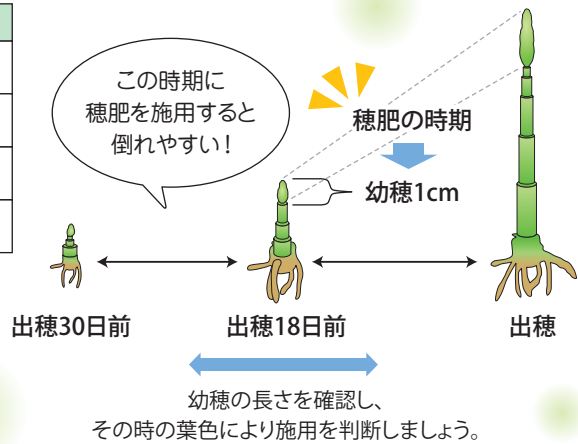 この時期に
穂肥を施用すると
倒れやすい！
穂肥の時期
幼穂1cm
出穂30日前
出穂18日前
出穂
幼穂の長さを確認し、
その時の葉色により施用を判断しましょう。